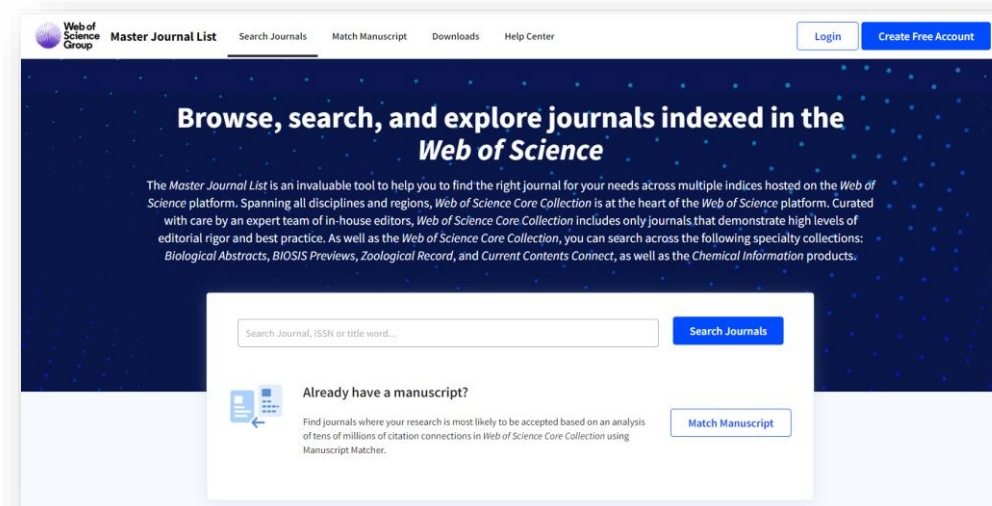 Web of
Science
Group
Master Journal List
Search Journals
Match Manuscript
Downloads
Help Center
Login
Create Free Account
Browse, search, and explore journals indexed in the
Web of Science
The Master Journal List is an invaluable tool to help you to find the right journal for your needs across multiple indices hosted on the Web of
Science platform. Spanning all disciplines and regions, Web of Science Core Collection is at the heart of the Web of Science platform. Curated
with care by an expert team of in-house editors, Web of Science Core Collection includes only journals that demonstrate high levels of
editorial rigor and best practice. As well as the Web of Science Core Collection, you can search across the following specialty collections:
Biological Abstracts, BIOSIS Previews, Zoological Record, and Current Contents Connect, as well as the Chemical Information products.
Search Journal, ISSN or title word...
Search Journals
Already have a manuscript?
Find journals where your research is most likely to be accepted based on an analysis
of tens of millions of citation connections in Web of Science Core Collection using
Manuscript Matcher.
Match Manuscript